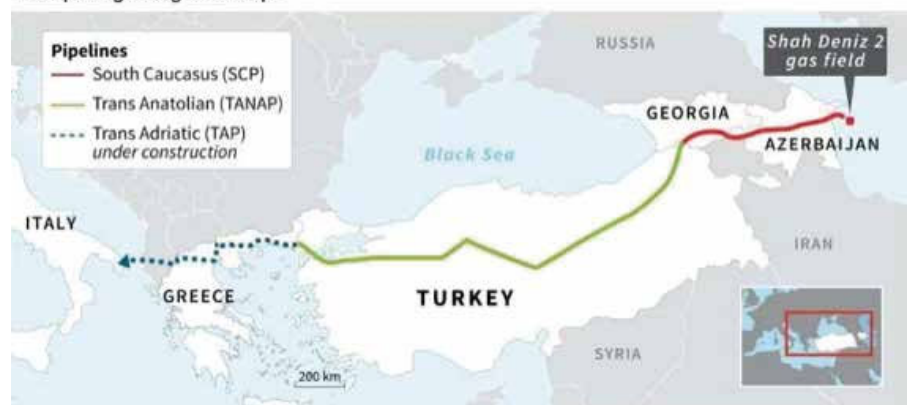 Pipelines
South Caucasus (SCP)
Trans Anatolian (TANAP)
Trans Adriatic (TAP)
under construction
RUSSIA
Shah Deniz 2
gas field
GEORGIA
AZERBAIJAN
Black Sea
ITALY
IRAN
GREECE
TURKEY
SYRIA
200 km